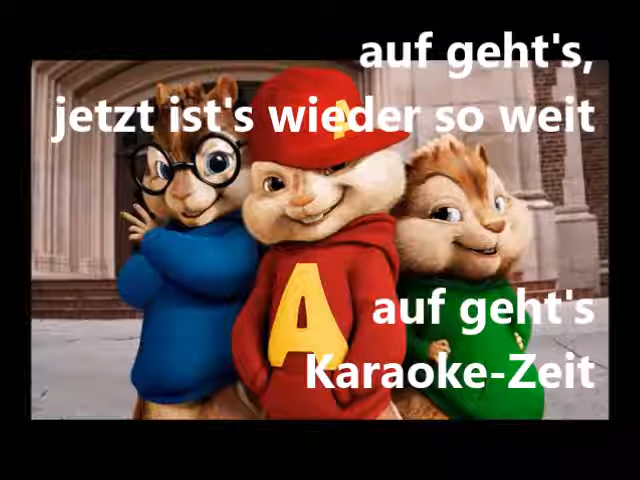 auf geht's,
jetzt ist's wieder so weit
A
A
auf geht's
Karaoke-Zeit